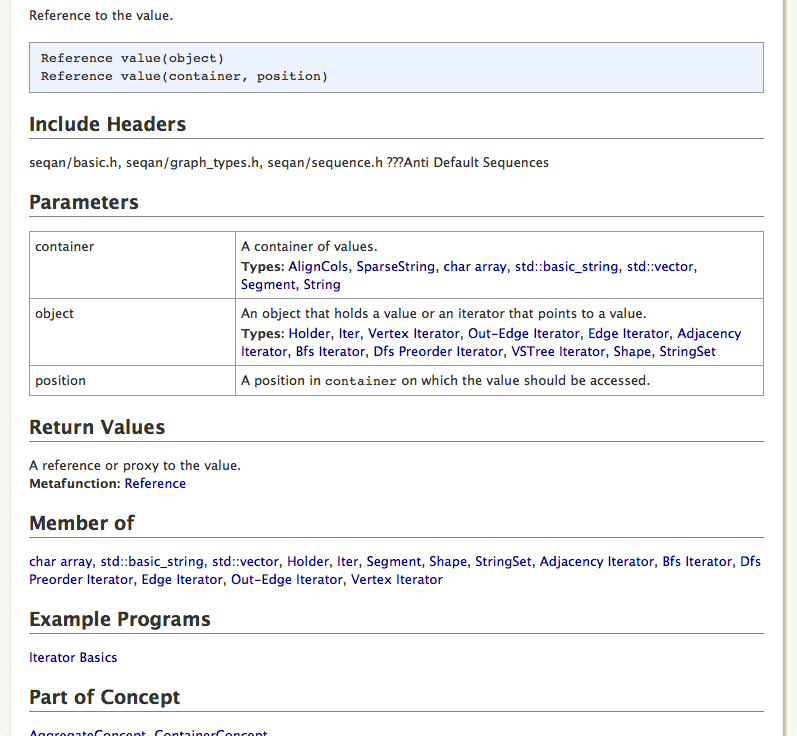 Reference to the value.
Reference value(object)
Reference value(container, position)
Include Headers
seqan/basic.h, seqan/graph_types.h, seqan/sequence.h ???Anti Default Sequences
Parameters
container
A container of values.
Types: AlignCols, SparseString, char array, std::basic_string, std::vector,
Segment, String
object
An object that holds a value or an iterator that points to a value.
Types: Holder, Iter, Vertex Iterator, Out-Edge Iterator, Edge Iterator, Adjacency
Iterator, Bfs Iterator, Dfs Preorder Iterator, VSTree Iterator, Shape, StringSet
position
A position in container on which the value should be accessed.
Return Values
A reference or proxy to the value.
Metafunction: Reference
Member of
char array, std::basic_string, std::vector, Holder, Iter, Segment, Shape, StringSet, Adjacency Iterator, Bfs Iterator, Dfs
Preorder Iterator, Edge Iterator, Out-Edge Iterator, Vertex Iterator
Example Programs
Iterator Basics
Part of Concept
AggregateConcept, ContainerConcept